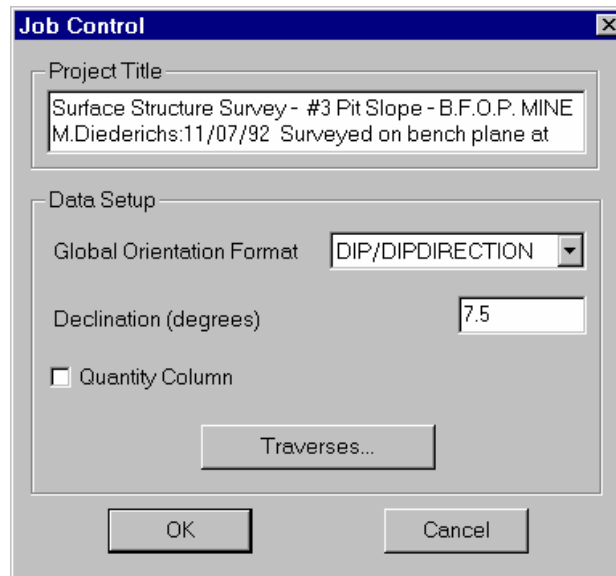 Job Control
Project Title
Surface Structure Survey - #3 Pit Slope - B.F.O.P. MINE
M.Diederichs:11/07/92 Surveyed on bench plane at
Data Setup
Global Orientation Format DIP/DIPDIRECTION
Declination (degrees) 7.5
Quantity Column
Traverses...
OK Cancel